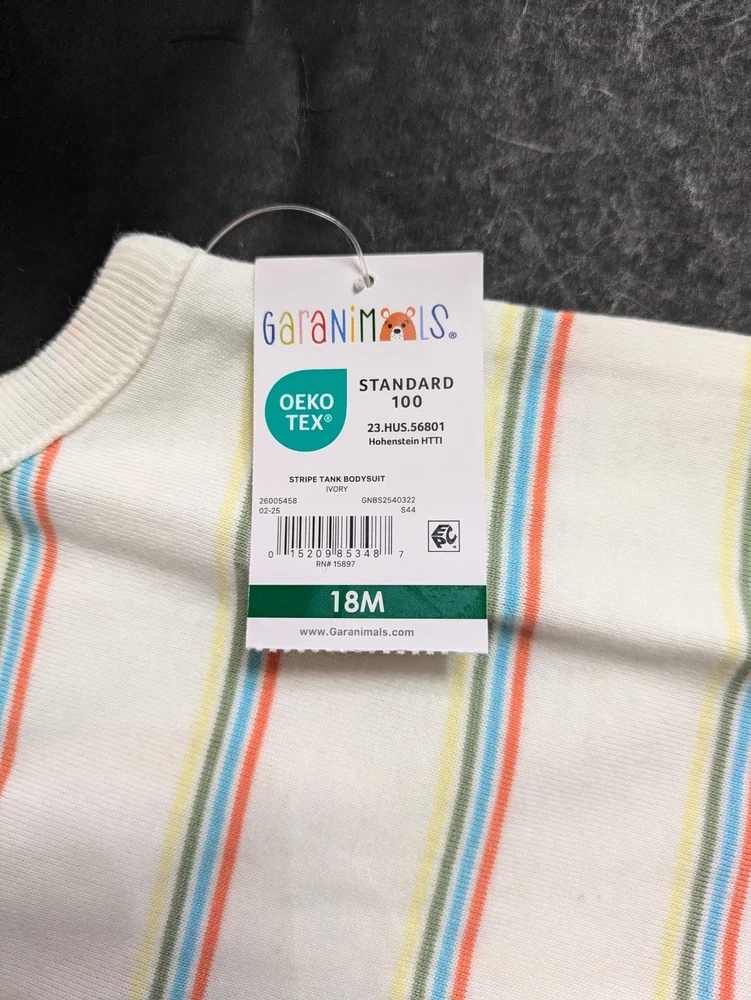 GaRaNiMaLS®
OEKO
TEX®
STANDARD
100
23.HUS.56801
Hohenstein HTTI
STRIPE TANK BODYSUIT
IVORY
26005458 GNBS2540322
02-25 S44
EPC™
0 15209 85348 7
RN# 15897
18M
www.Garanimals.com